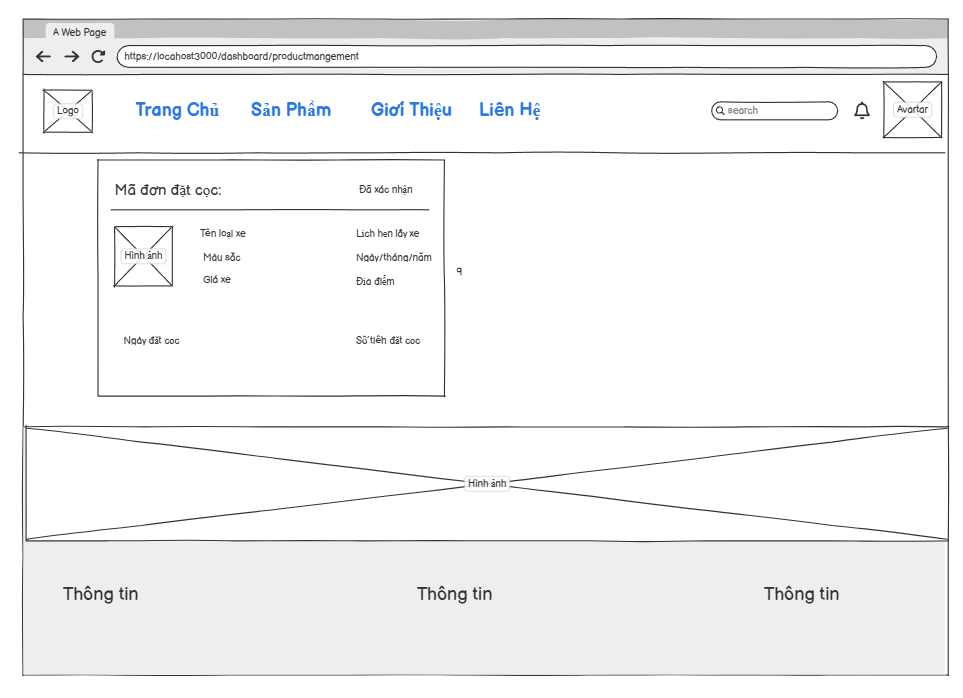 A Web Page
https://locahost3000/dashboard/productmangement
Logo
Trang Chủ
Sản Phẩm
Giới Thiệu
Liên Hệ
search
Avartar
Mã đơn đặt cọc:
Đã xác nhận
Hình ảnh
Tên loại xe
Lịch hẹn lấy xe
Màu sắc
Ngày/tháng/năm
Giá xe
Địa điểm
q
Ngày đặt cọc
Số tiền đặt cọc
Hình ảnh
Thông tin
Thông tin
Thông tin